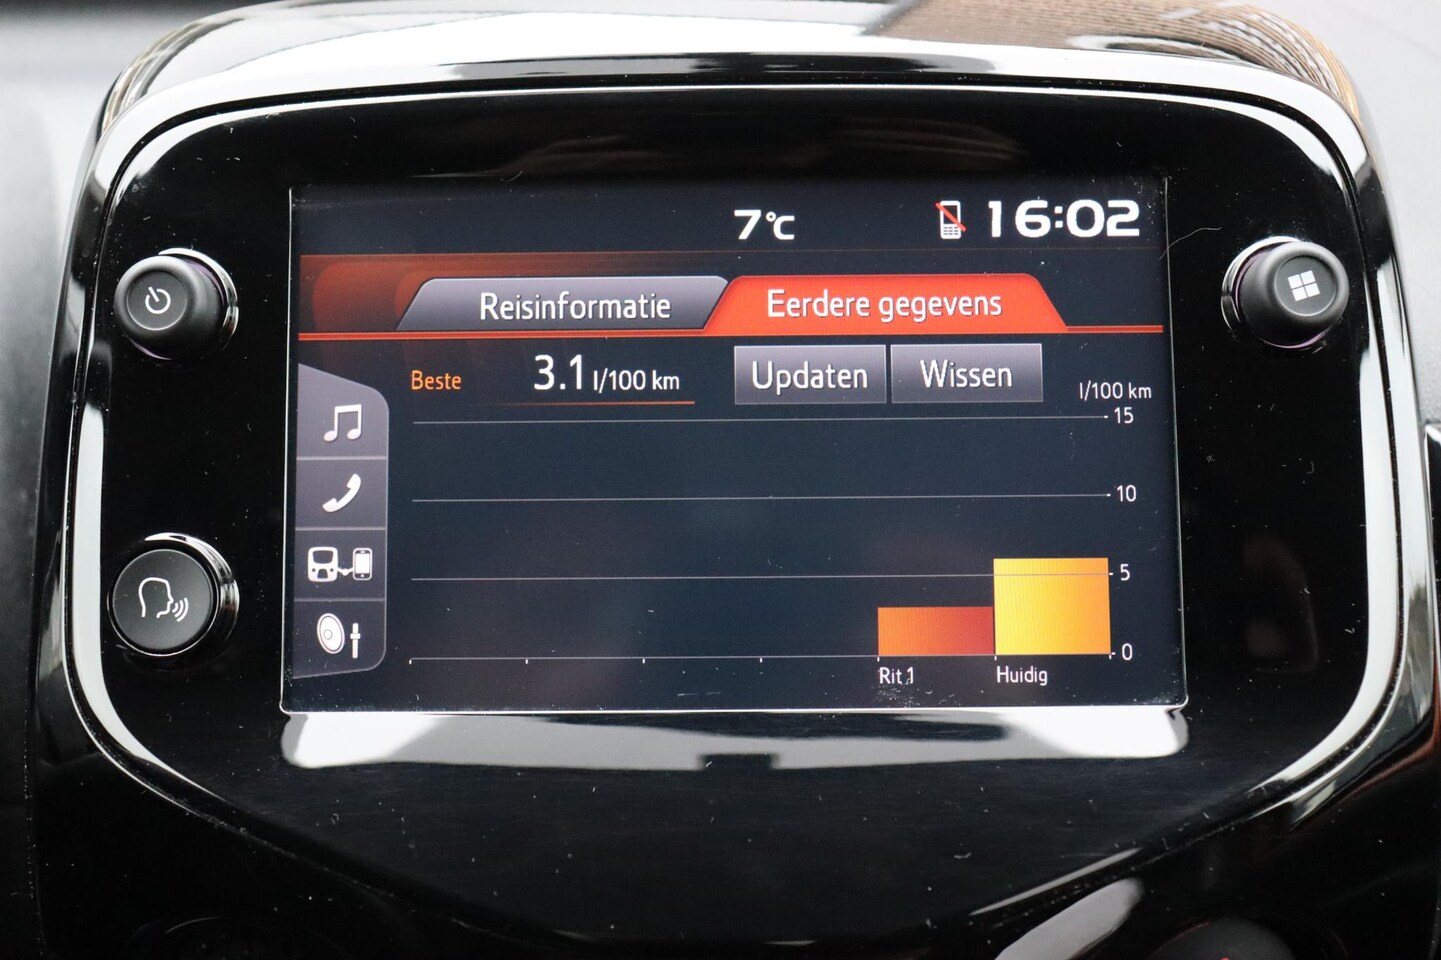 7°C 16:02
Reisinformatie Eerdere gegevens
Beste 3.1 l/100 km Updaten Wissen l/100 km
15
10
5
0
Rit 1 Huidig